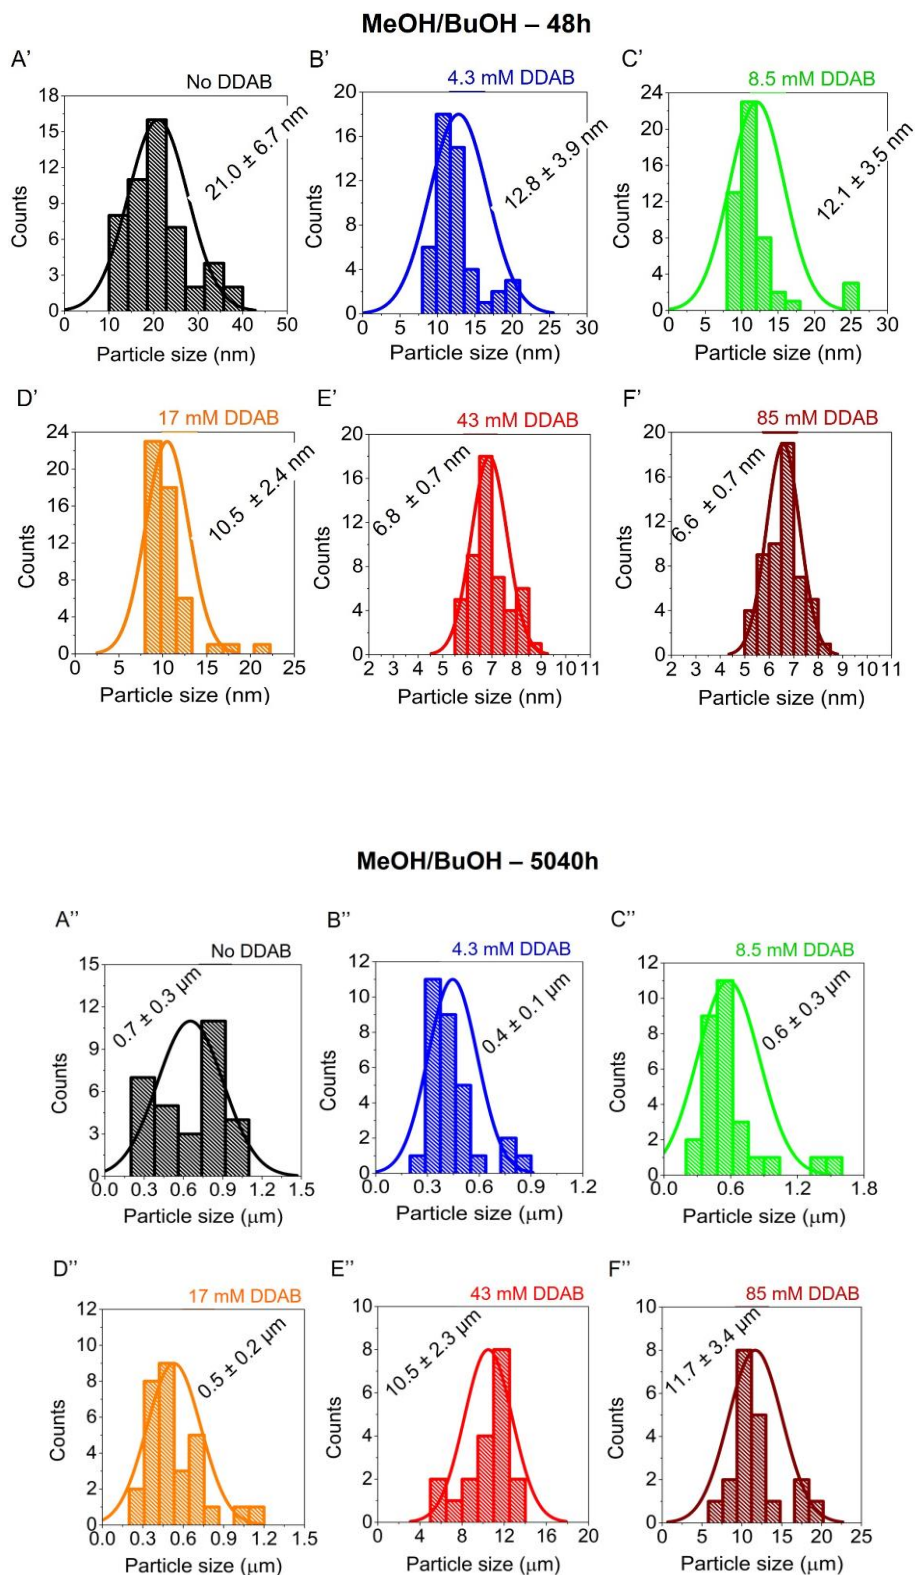 MeOH/BuOH – 48h
A’
No DDAB
Counts
18
15
12
9
6
3
0
0 10 20 30 40 50
21.0 ± 6.7 nm
Particle size (nm)
B’
4.3 mM DDAB
Counts
20
16
12
8
4
0
0 5 10 15 20 25 30
12.8 ± 3.9 nm
Particle size (nm)
C’
8.5 mM DDAB
Counts
24
20
16
12
8
4
0
0 5 10 15 20 25 30
12.1 ± 3.5 nm
Particle size (nm)
D’
17 mM DDAB
Counts
24
20
16
12
8
4
0
0 5 10 15 20 25
10.5 ± 2.4 nm
Particle size (nm)
E’
43 mM DDAB
Counts
20
16
12
8
4
0
2 3 4 5 6 7 8 9 10 11
6.8 ± 0.7 nm
Particle size (nm)
F’
85 mM DDAB
Counts
20
16
12
8
4
0
2 3 4 5 6 7 8 9 10 11
6.6 ± 0.7 nm
Particle size (nm)
MeOH/BuOH – 5040h
A’’
No DDAB
Counts
15
12
9
6
3
0
0.0 0.3 0.6 0.9 1.2 1.5
0.7 ± 0.3 µm
Particle size (μm)
B’’
4.3 mM DDAB
Counts
12
10
8
6
4
2
0
0.0 0.3 0.6 0.9 1.2
0.4 ± 0.1 µm
Particle size (μm)
C’’
8.5 mM DDAB
Counts
12
10
8
6
4
2
0
0.0 0.6 1.2 1.8
0.6 ± 0.3 µm
Particle size (μm)
D’’
17 mM DDAB
Counts
12
10
8
6
4
2
0
0.0 0.3 0.6 0.9 1.2 1.5
0.5 ± 0.2 µm
Particle size (μm)
E’’
43 mM DDAB
Counts
10
8
6
4
2
0
0 4 8 12 16 20
10.5 ± 2.3 µm
Particle size (μm)
F’’
85 mM DDAB
Counts
10
8
6
4
2
0
0 5 10 15 20 25
11.7 ± 3.4 µm
Particle size (μm)